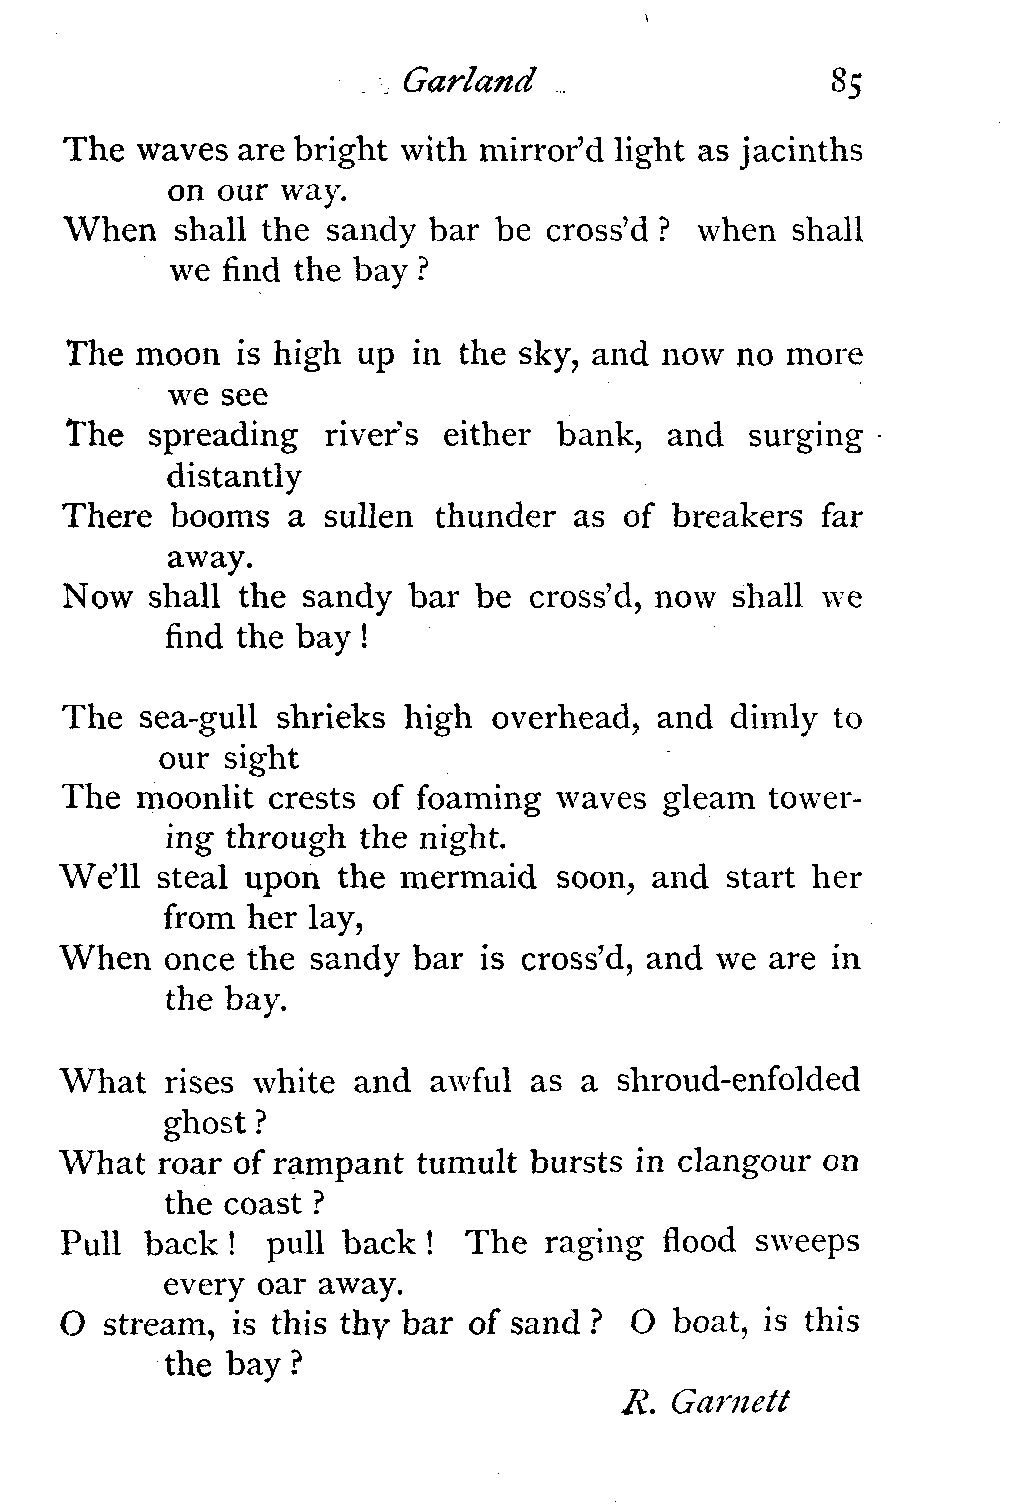 Garland 85
The waves are bright with mirror'd light as jacinths
on our way.
When shall the sandy bar be cross'd ? when shall
we find the bay ?
The moon is high up in the sky, and now no more
we see
The spreading river's either bank, and surging
distantly
There booms a sullen thunder as of breakers far
away.
Now shall the sandy bar be cross'd, now shall we
find the bay !
The sea-gull shrieks high overhead, and dimly to
our sight
The moonlit crests of foaming waves gleam tower-
ing through the night.
We'll steal upon the mermaid soon, and start her
from her lay,
When once the sandy bar is cross'd, and we are in
the bay.
What rises white and awful as a shroud-enfolded
ghost ?
What roar of rampant tumult bursts in clangour on
the coast ?
Pull back ! pull back ! The raging flood sweeps
every oar away.
O stream, is this thy bar of sand ? O boat, is this
the bay ?
R. Garnett